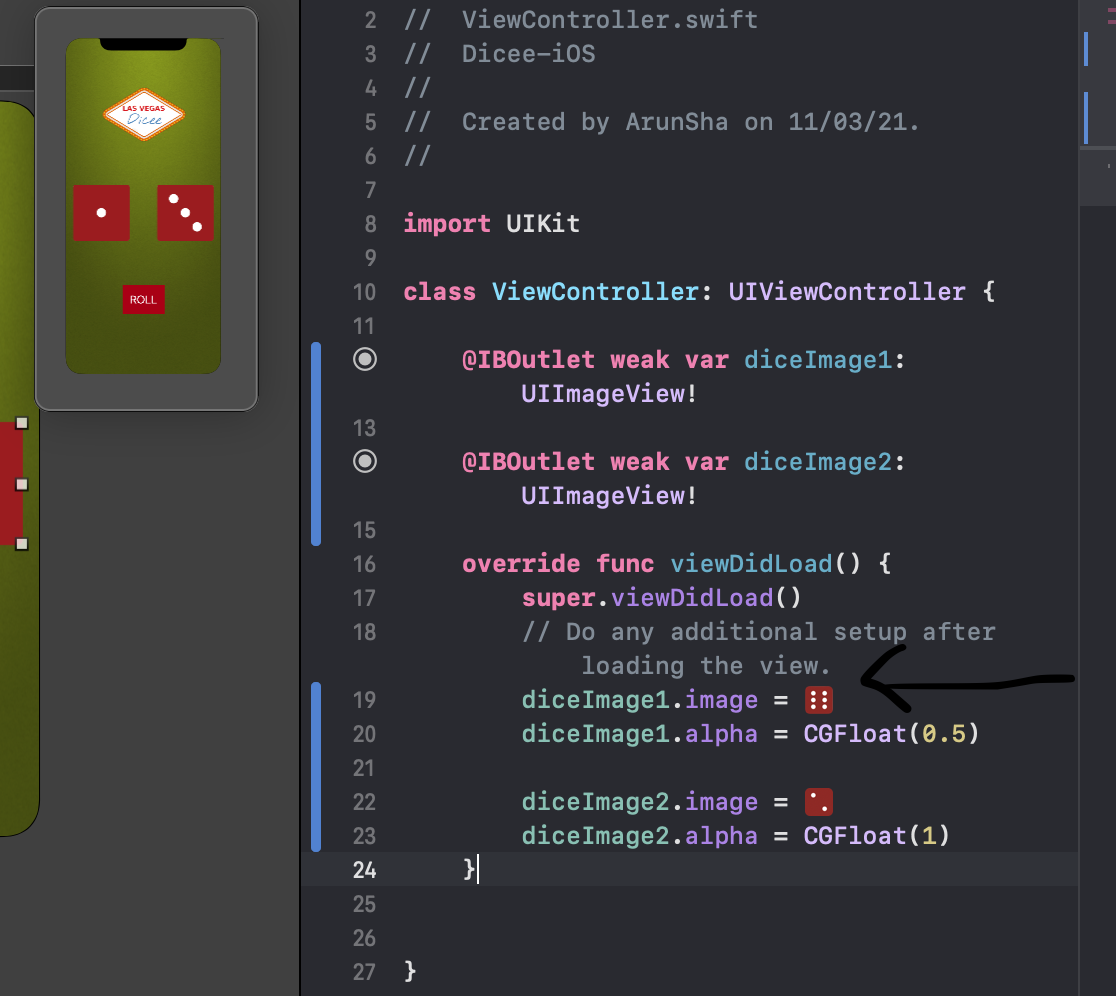 LAS VEGAS
Dicee
ROLL
2 //  ViewController.swift
3 //  Dicee-iOS
4 //
5 //  Created by ArunSha on 11/03/21.
6 //
7
8 import UIKit
9
10 class ViewController: UIViewController {
11
@IBOutlet weak var diceImage1:
UIImageView!
13
@IBOutlet weak var diceImage2:
UIImageView!
15
16 override func viewDidLoad() {
17 super.viewDidLoad()
18 // Do any additional setup after
loading the view.
19 diceImage1.image =
20 diceImage1.alpha = CGFloat(0.5)
21
22 diceImage2.image =
23 diceImage2.alpha = CGFloat(1)
24 }
25
26
27 }